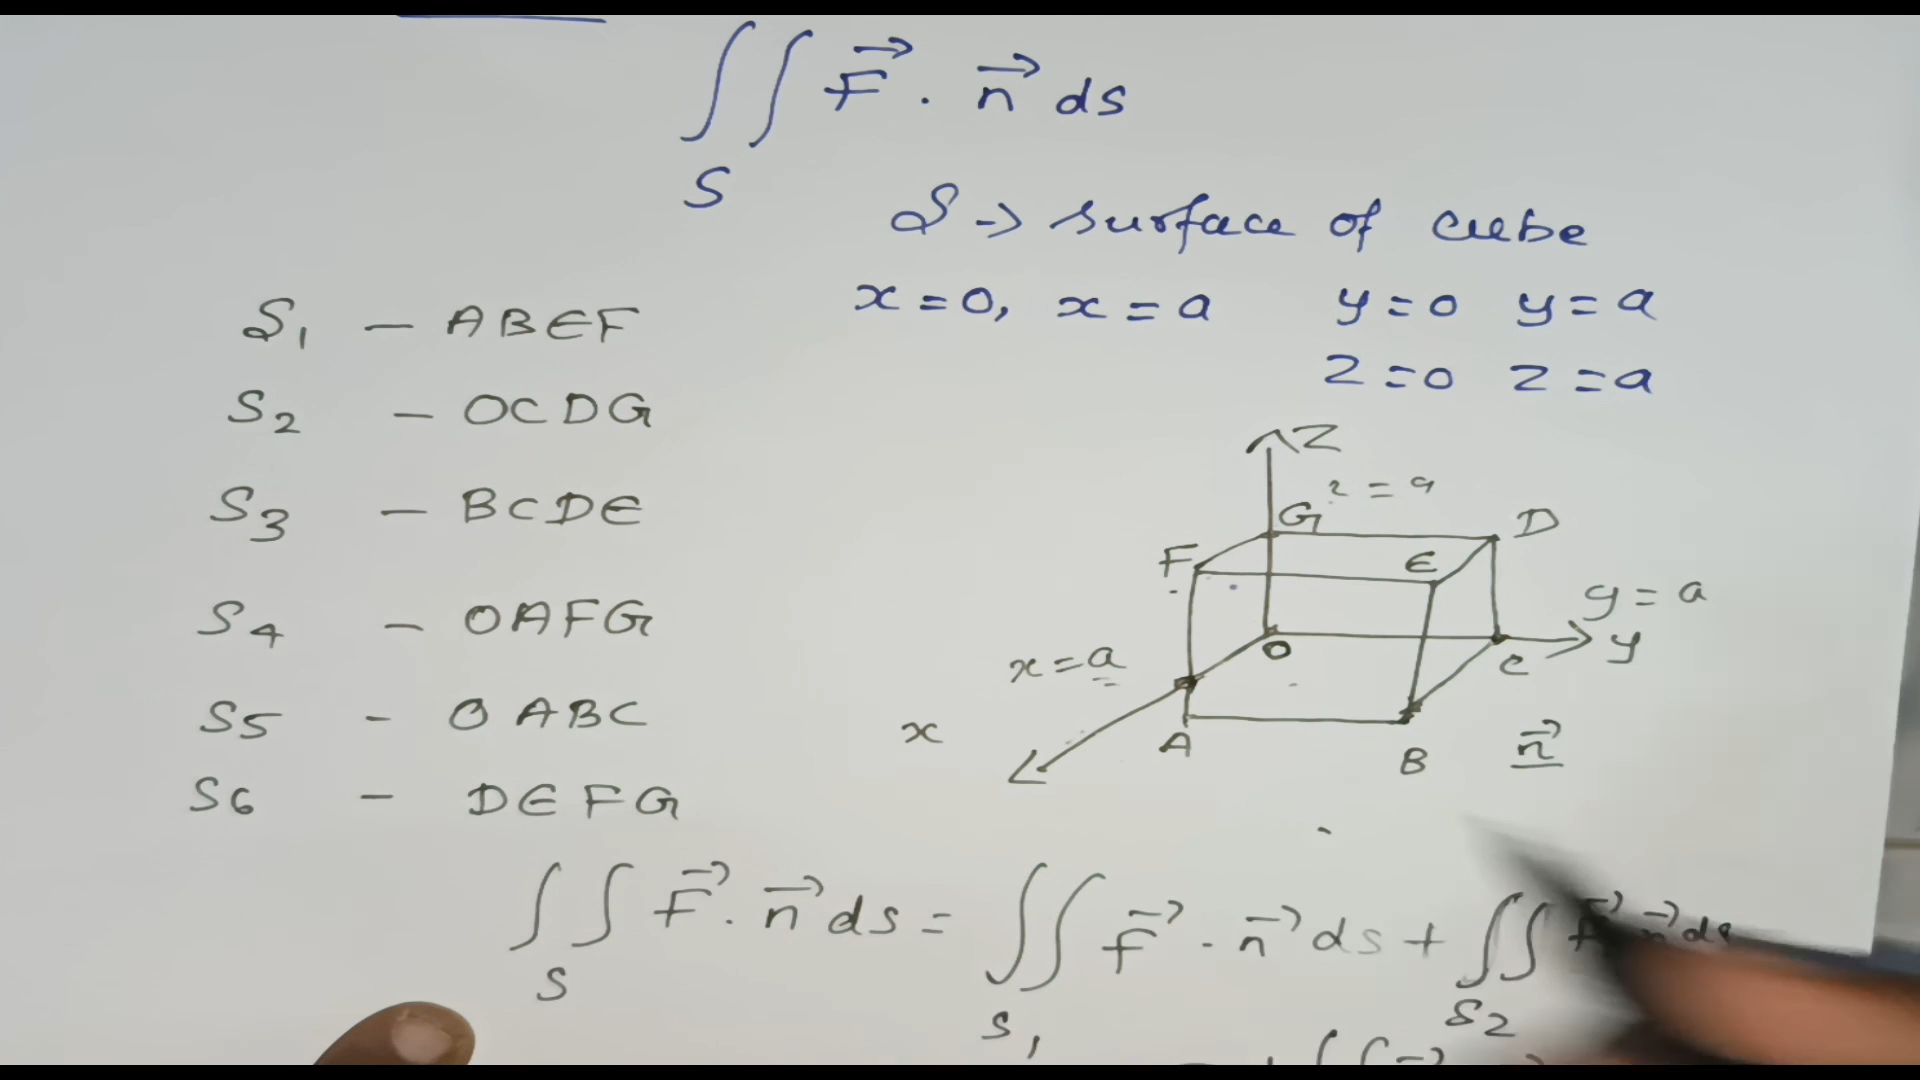 ∫∫ F⃗ . n⃗ ds
S
S → surface of cube
x = 0, x = a y = 0 y = a
z = 0 z = a
S1 — ABEF
S2 — OCDG
S3 — BCDE
S4 — OAFG
S5 - OABC
S6 - DEFG
Z
z = a
G D
F E
y = a
O C y
x = a
x A B n⃗
∫∫ F⃗ . n⃗ ds = ∫∫ F⃗ . n⃗ ds + ∫∫ F⃗ n⃗ ds
S S1 S2